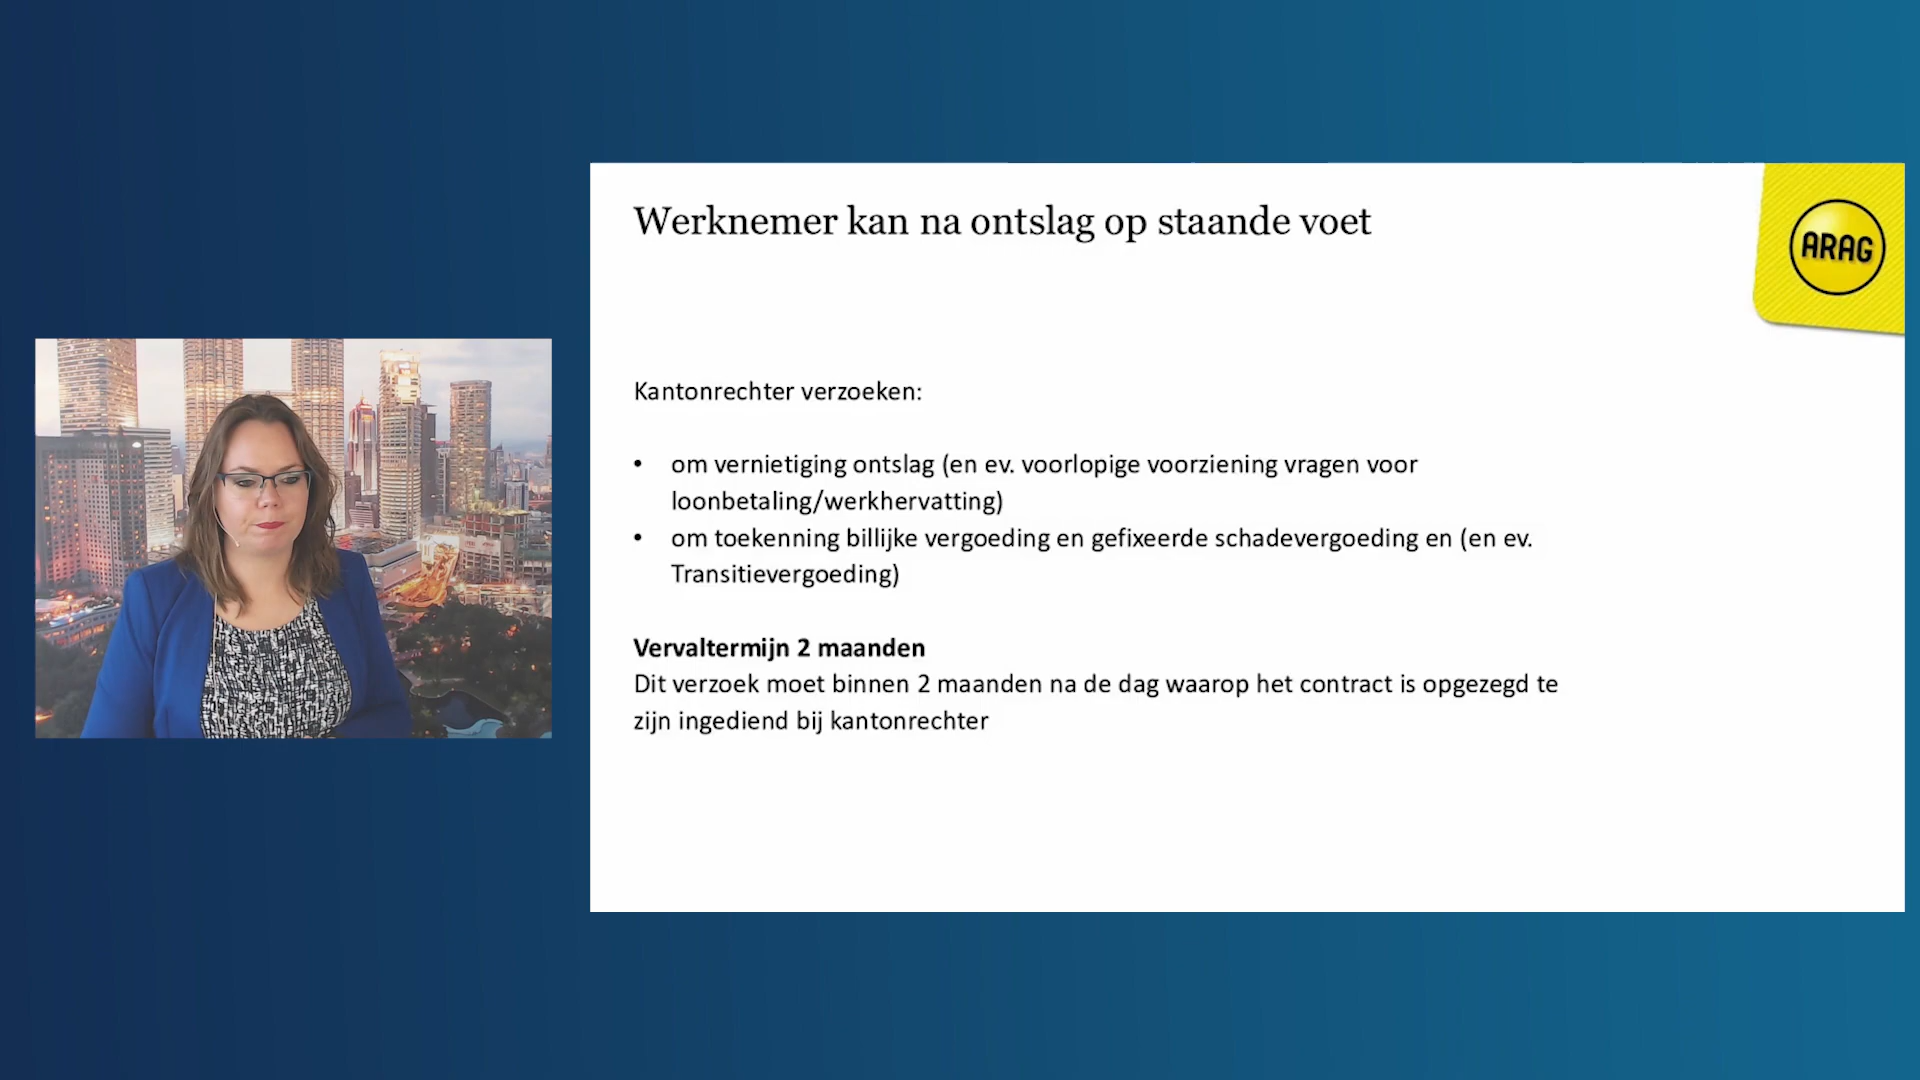 Werknemer kan na ontslag op staande voet
ARAG
Kantonrechter verzoeken:
• om vernietiging ontslag (en ev. voorlopige voorziening vragen voor
loonbetaling/werkhervatting)
• om toekenning billijke vergoeding en gefixeerde schadevergoeding en (en ev.
Transitievergoeding)
Vervaltermijn 2 maanden
Dit verzoek moet binnen 2 maanden na de dag waarop het contract is opgezegd te
zijn ingediend bij kantonrechter